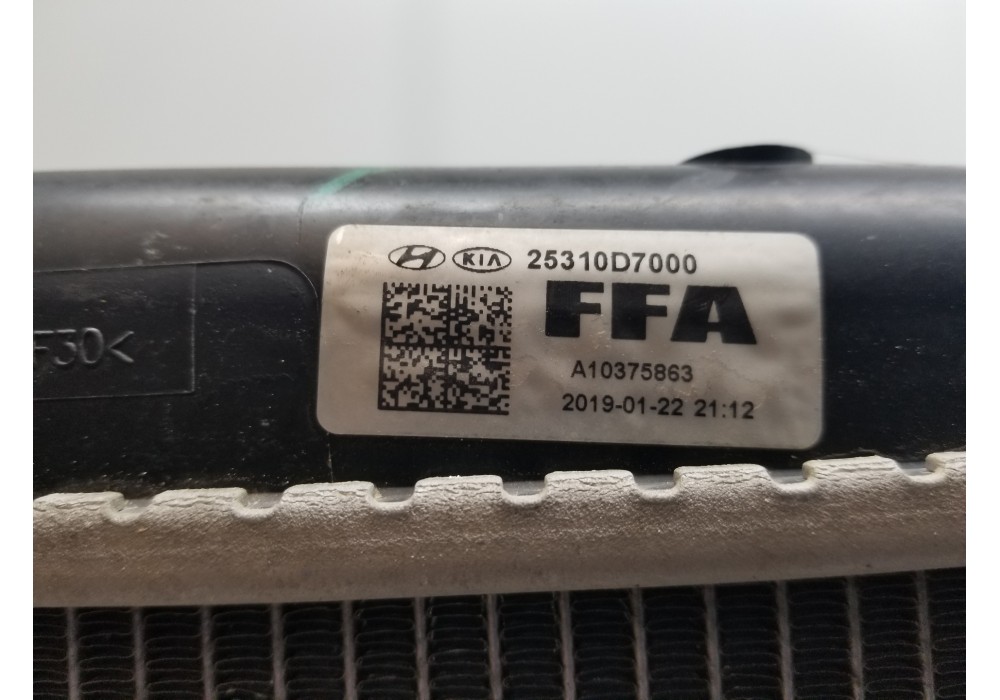 KIA 25310D7000
FFA
A10375863
2019-01-22 21:12
F30<